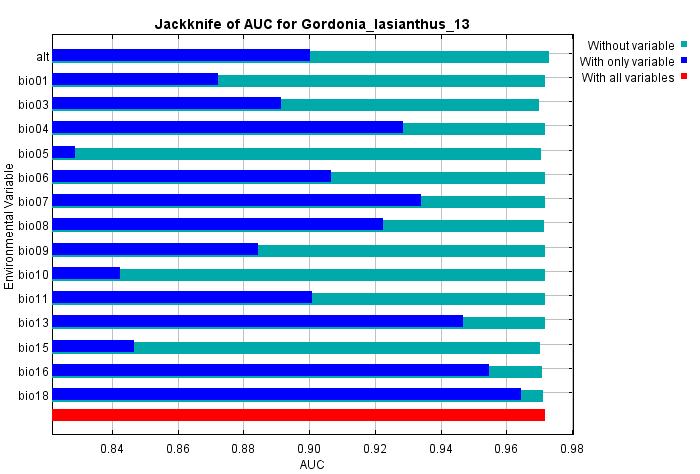 Jackknife of AUC for Gordonia_lasianthus_13
Without variable
With only variable
With all variables
Environmental Variable
alt
bio01
bio03
bio04
bio05
bio06
bio07
bio08
bio09
bio10
bio11
bio13
bio15
bio16
bio18
0.84 0.86 0.88 0.90 0.92 0.94 0.96 0.98
AUC